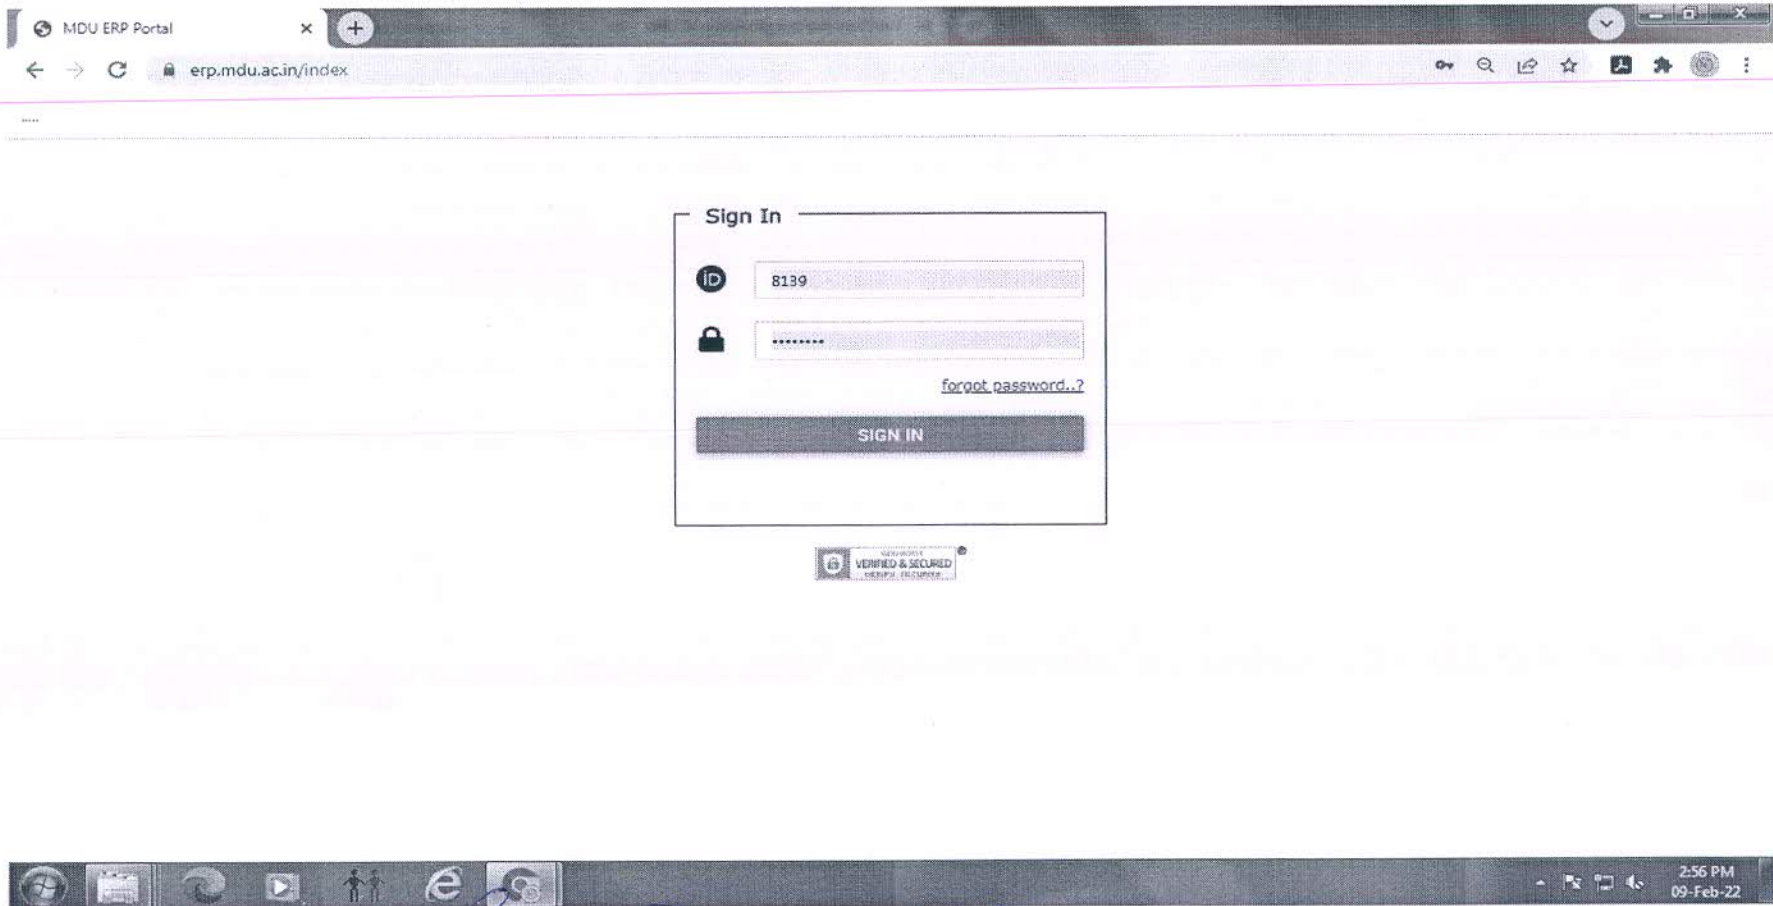 MDU ERP Portal
erp.mdu.ac.in/index
.....
Sign In
8139
••••••••
forgot password..?
SIGN IN
VERIFIED & SECURED
2:56 PM
09-Feb-22